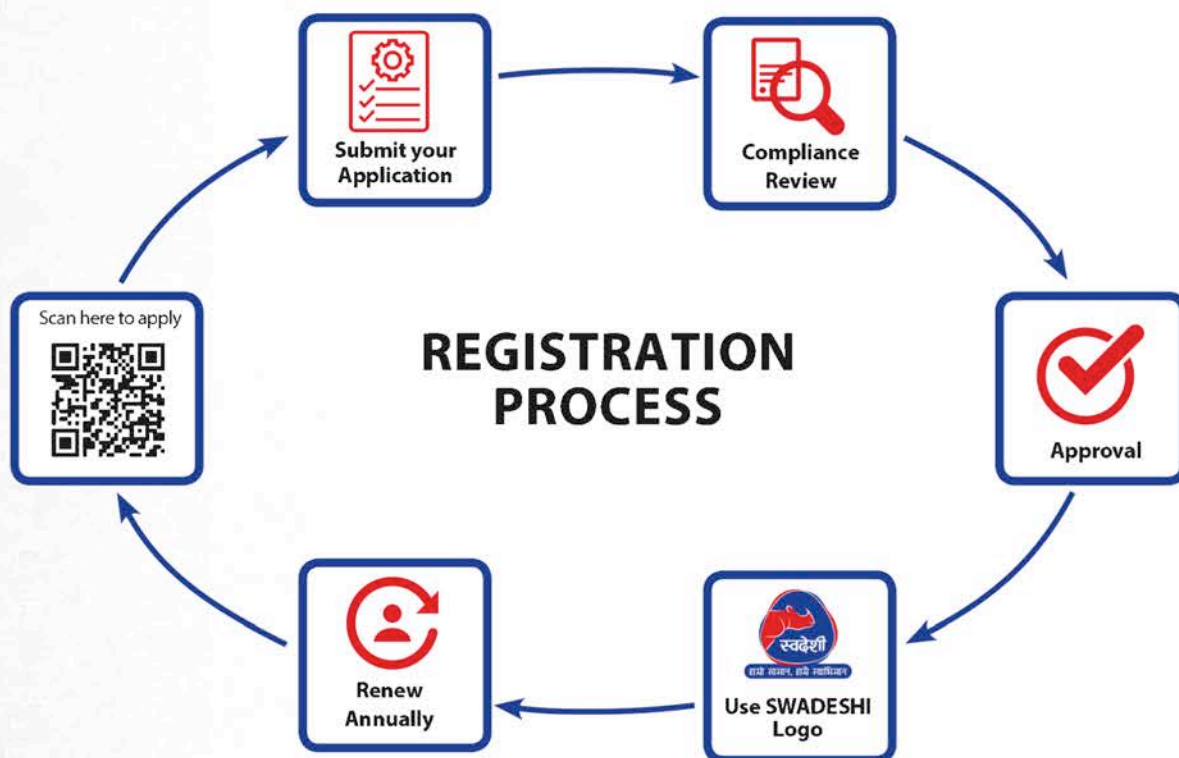 Submit your
Application
Compliance
Review
Scan here to apply
REGISTRATION
PROCESS
Approval
Renew
Annually
स्वदेशी
हाम्रो सामान, हाम्रै स्वाभिमान
Use SWADESHI
Logo